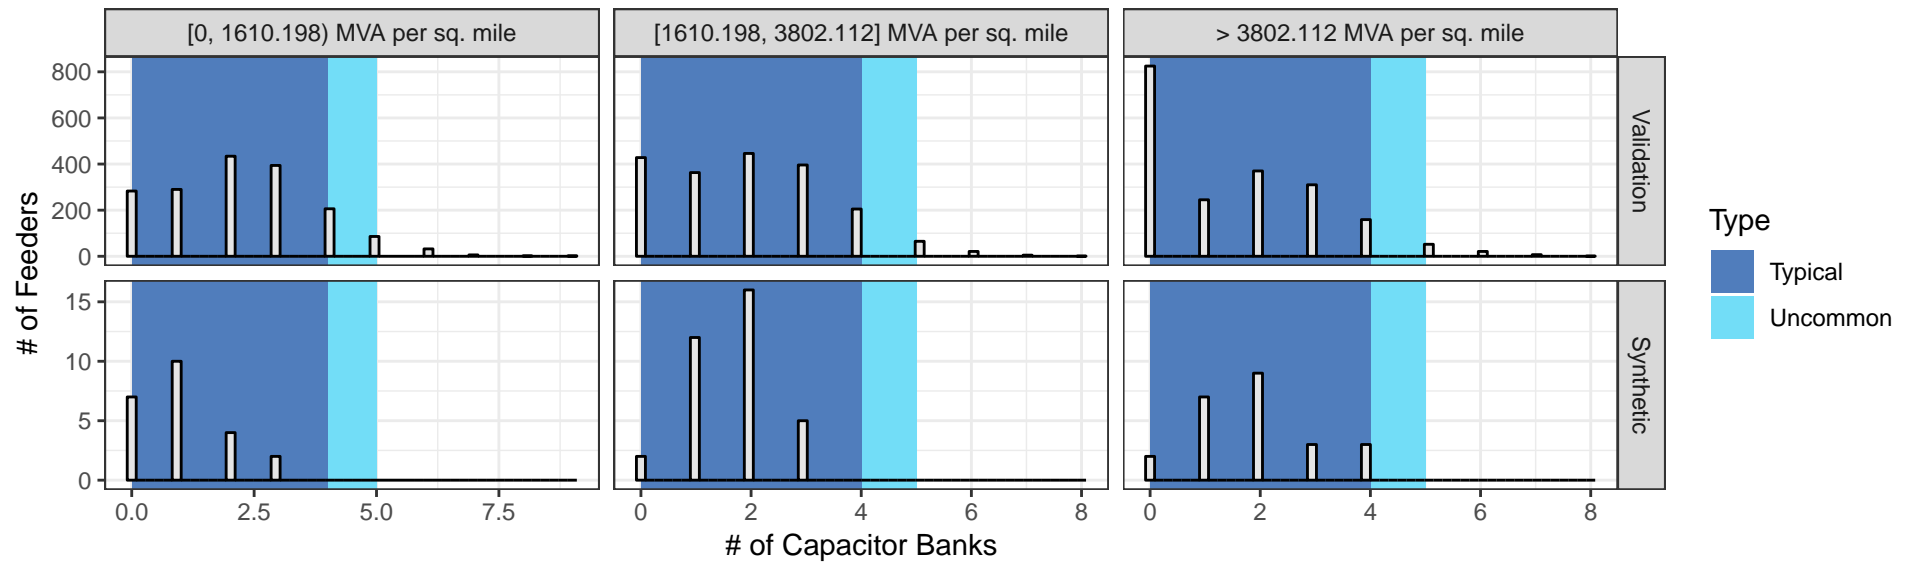 [0, 1610.198) MVA per sq. mile
[1610.198, 3802.112] MVA per sq. mile
> 3802.112 MVA per sq. mile
800
600
400
200
0
Validation
15
10
5
0
Synthetic
# of Feeders
0.0 2.5 5.0 7.5
0 2 4 6 8
0 2 4 6 8
# of Capacitor Banks
Type
Typical
Uncommon